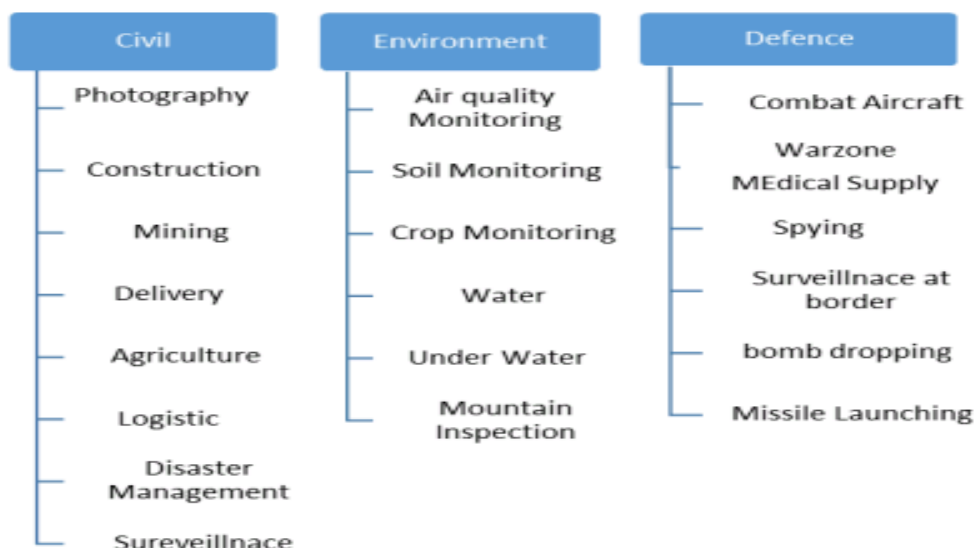 Civil
Photography
Construction
Mining
Delivery
Agriculture
Logistic
Disaster
Management
Sureveillnace
Environment
Air quality
Monitoring
Soil Monitoring
Crop Monitoring
Water
Under Water
Mountain
Inspection
Defence
Combat Aircraft
Warzone
MEdical Supply
Spying
Surveillnace at
border
bomb dropping
Missile Launching